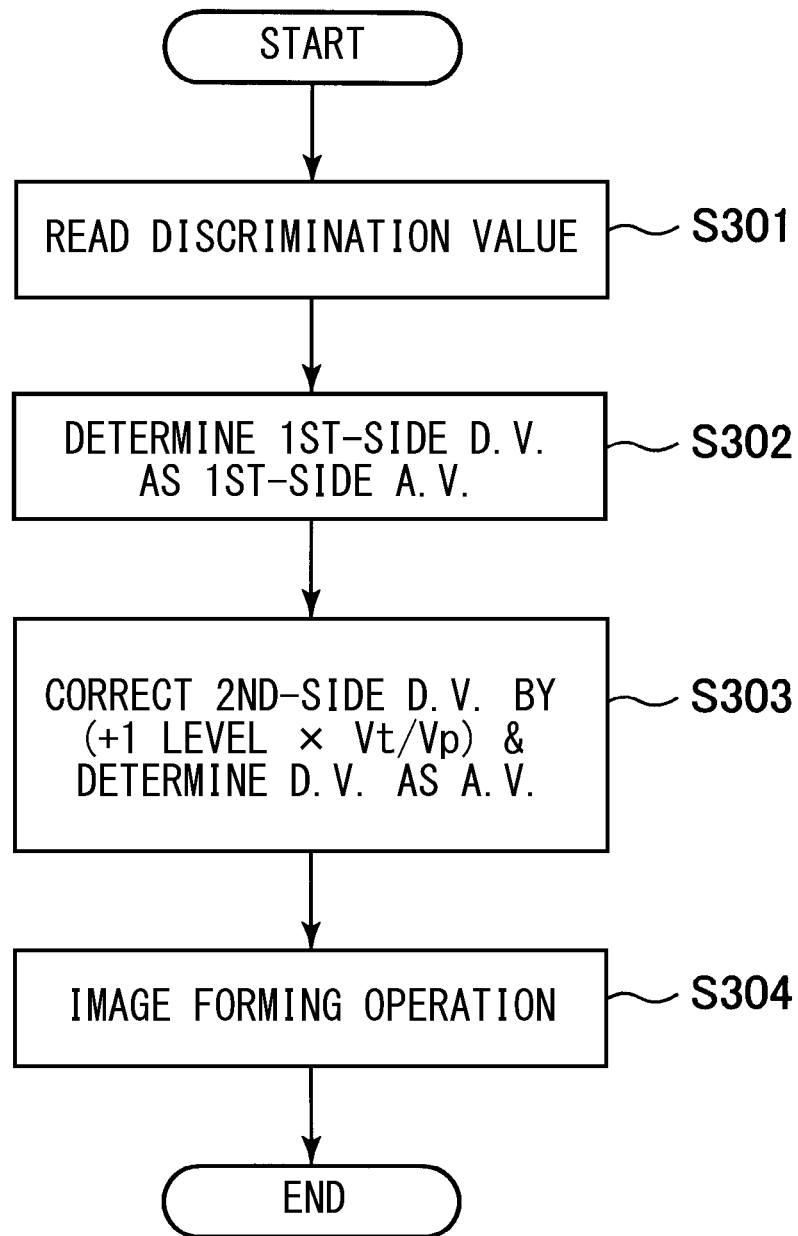 START
READ DISCRIMINATION VALUE
S301
DETERMINE 1ST-SIDE D.V.
AS 1ST-SIDE A.V.
S302
CORRECT 2ND-SIDE D.V. BY
(+1 LEVEL × Vt/Vp) &
DETERMINE D.V. AS A.V.
S303
IMAGE FORMING OPERATION
S304
END